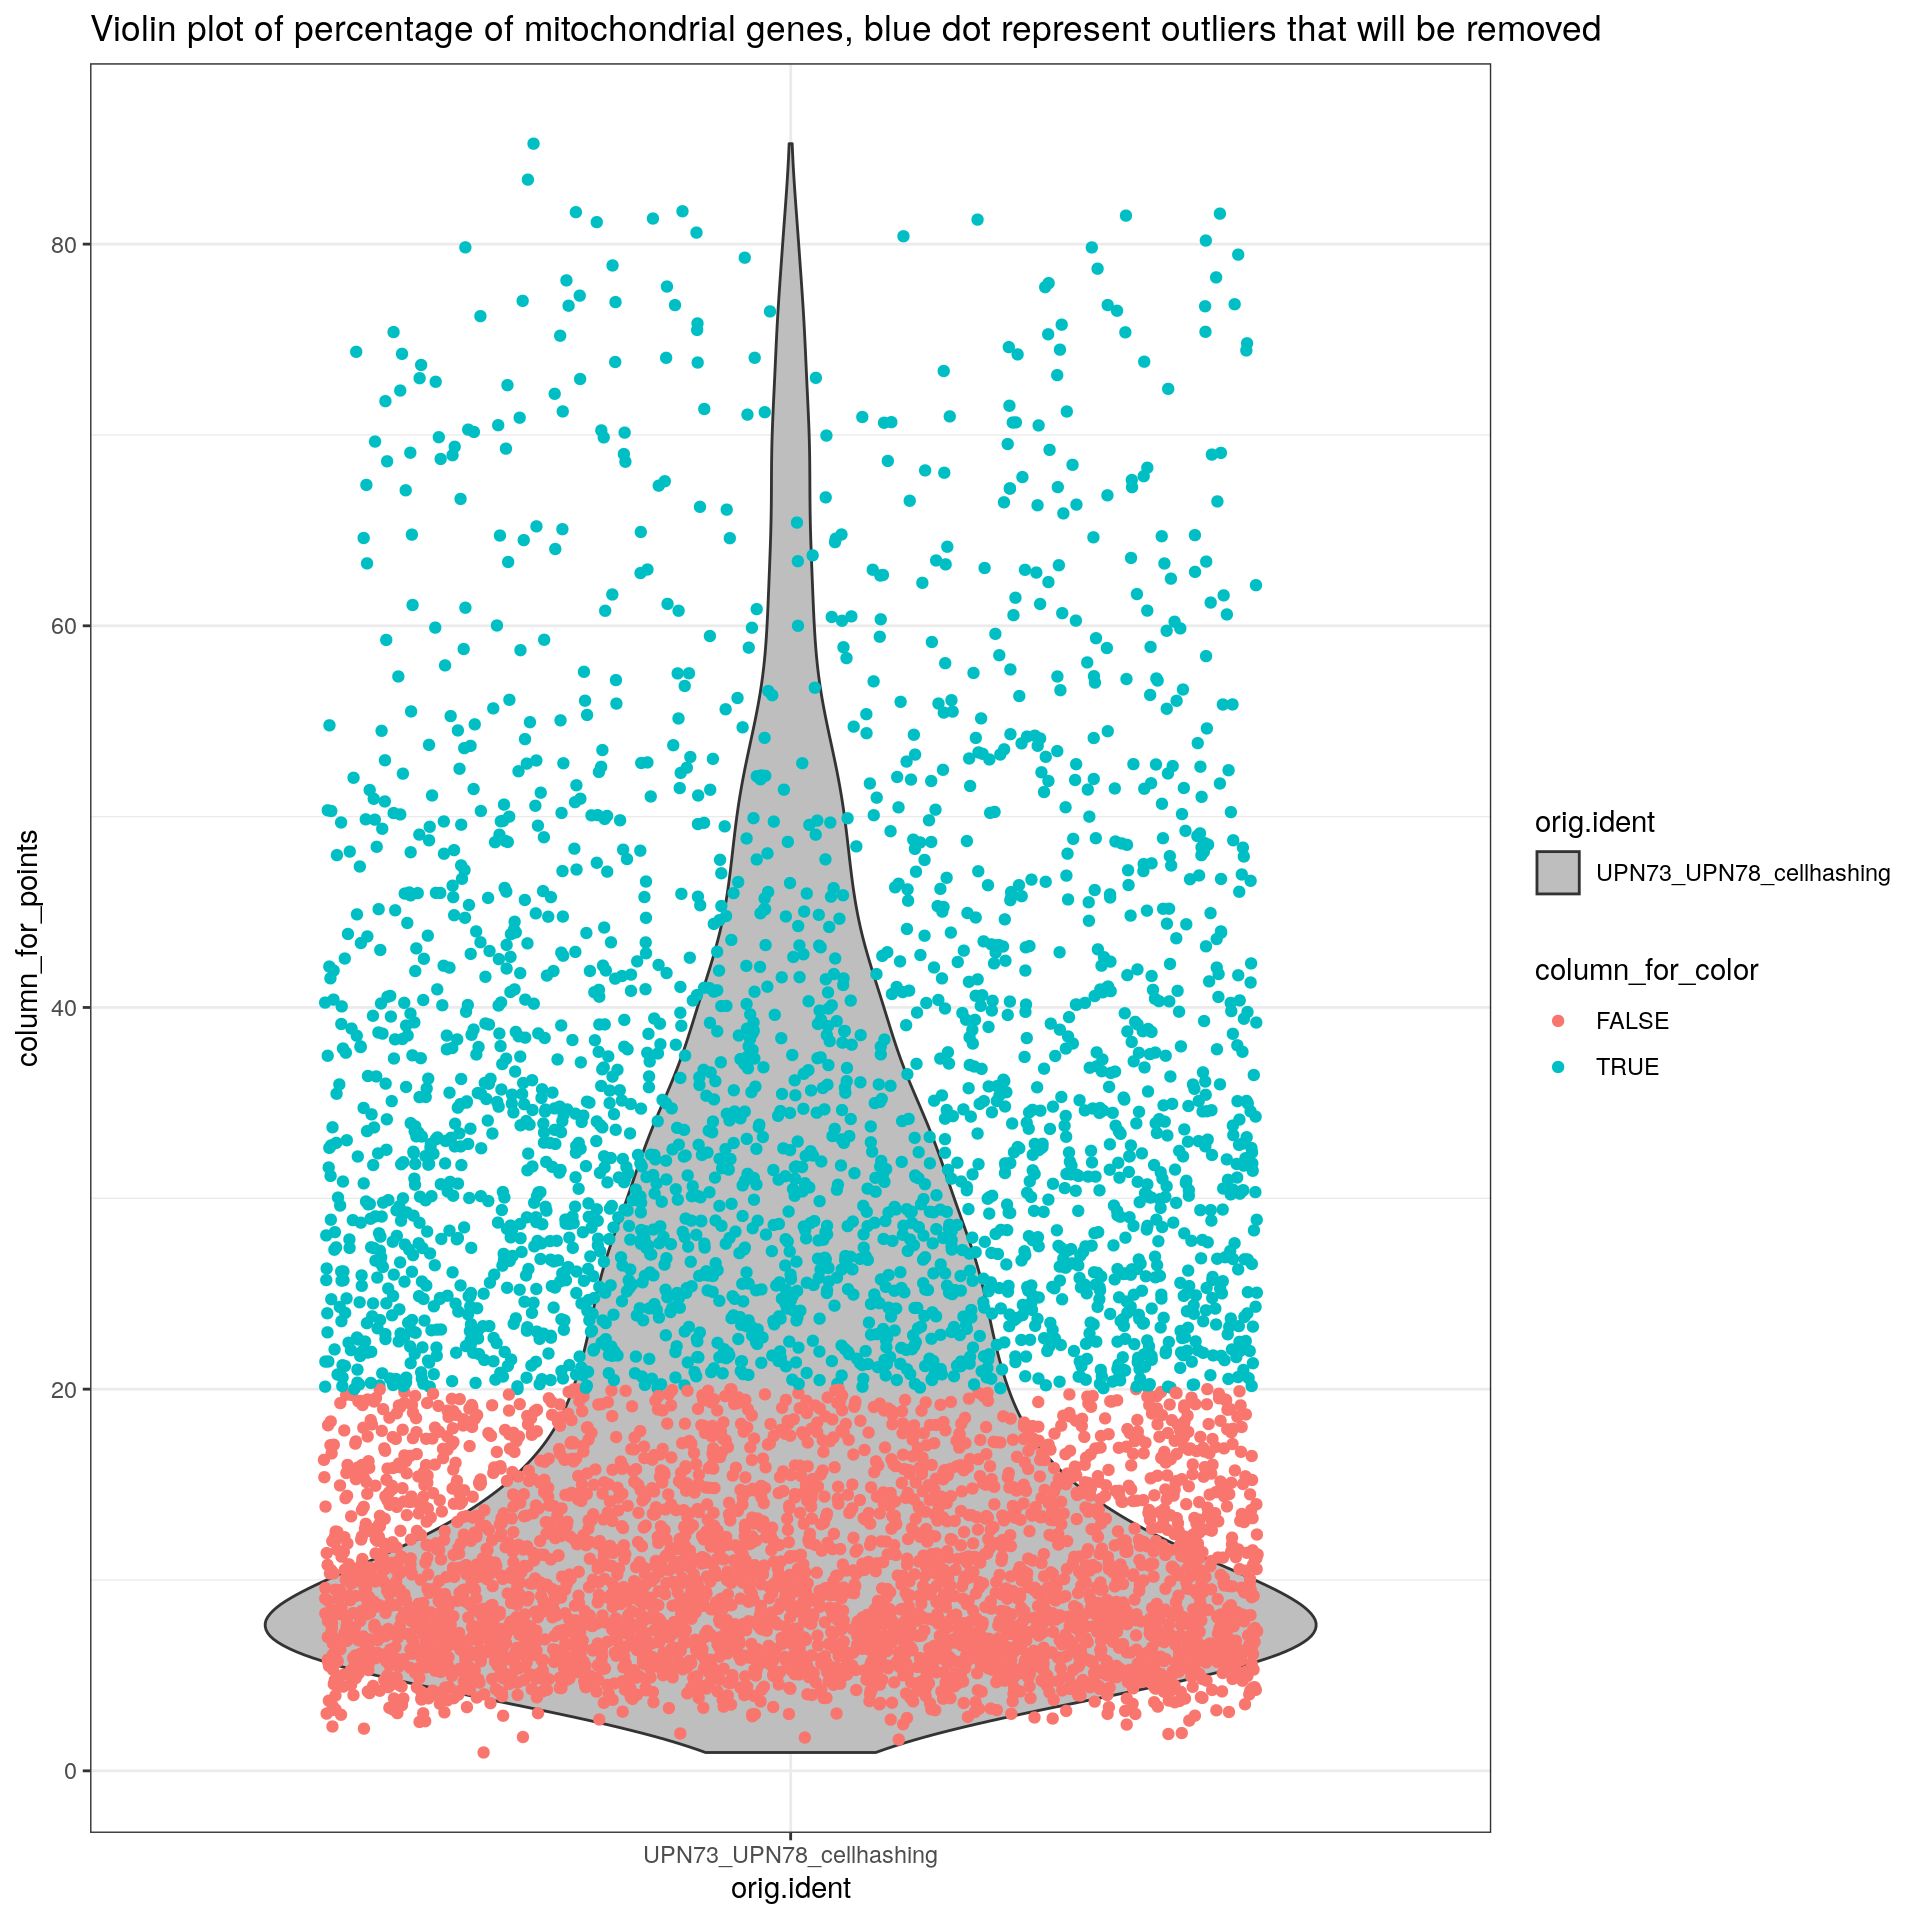 Violin plot of percentage of mitochondrial genes, blue dot represent outliers that will be removed
80
60
40
20
0
column_for_points
UPN73_UPN78_cellhashing
orig.ident
orig.ident
UPN73_UPN78_cellhashing
column_for_color
FALSE
TRUE